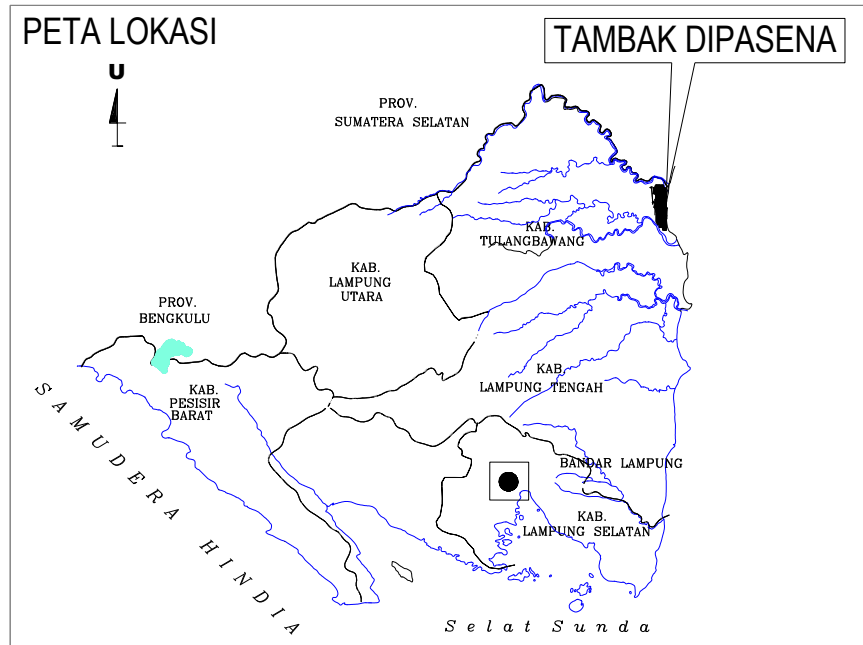 PETA LOKASI
TAMBAK DIPASENA
U
PROV.
SUMATERA SELATAN
KAB.
TULANGBAWANG
KAB.
LAMPUNG
UTARA
PROV.
BENGKULU
KAB.
PESISIR
BARAT
KAB.
LAMPUNG TENGAH
BANDAR LAMPUNG
KAB.
LAMPUNG SELATAN
SAMUDERA HINDIA
Selat Sunda